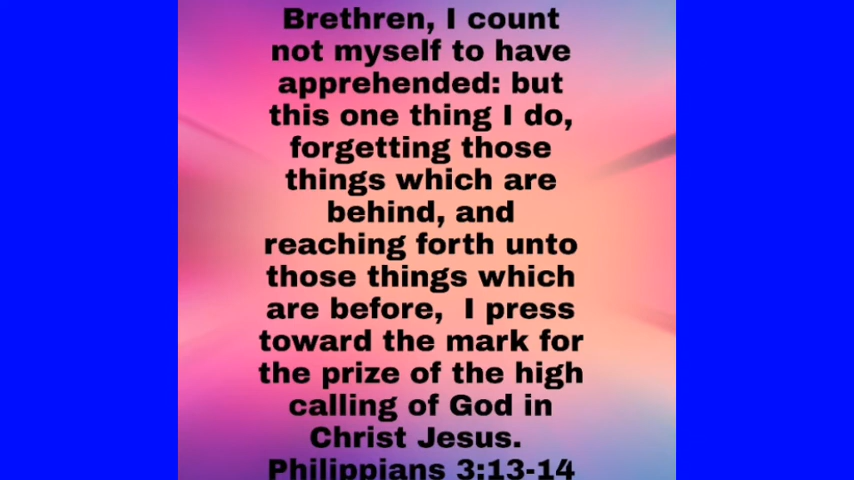 Brethren, I count
not myself to have
apprehended: but
this one thing I do,
forgetting those
things which are
behind, and
reaching forth unto
those things which
are before,  I press
toward the mark for
the prize of the high
calling of God in
Christ Jesus.
Philippians 3:13-14